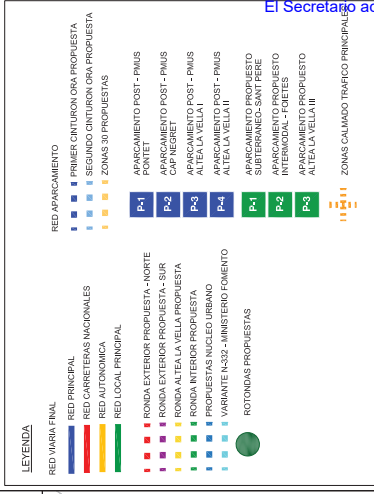 El Secretario ac
LEYENDA
RED VIARIA FINAL
RED PRINCIPAL
RED CARRETERAS NACIONALES
RED AUTONOMICA
RED LOCAL PRINCIPAL
RONDA EXTERIOR PROPUESTA - NORTE
RONDA EXTERIOR PROPUESTA - SUR
RONDA ALTEA LA VELLA PROPUESTA
RONDA INTERIOR PROPUESTA
PROPUESTAS NUCLEO URBANO
VARIANTE N-332 - MINISTERIO FOMENTO
ROTONDAS PROPUESTAS
RED APARCAMIENTO
PRIMER CINTURON ORA PROPUESTA
SEGUNDO CINTURON ORA PROPUESTA
ZONAS 30 PROPUESTAS
P-1
APARCAMIENTO POST - PMUS
PONTET
P-2
APARCAMIENTO POST - PMUS
CAP NEGRET
P-3
APARCAMIENTO POST - PMUS
ALTEA LA VELLA I
P-4
APARCAMIENTO POST - PMUS
ALTEA LA VELLA II
P-1
APARCAMIENTO PROPUESTO
SUBTERRANEO- SANT PERE
P-2
APARCAMIENTO PROPUESTO
INTERMODAL - FOIETES
P-3
APARCAMIENTO PROPUESTO
ALTEA LA VELLA III
ZONAS CALMADO TRAFICO PRINCIPALES